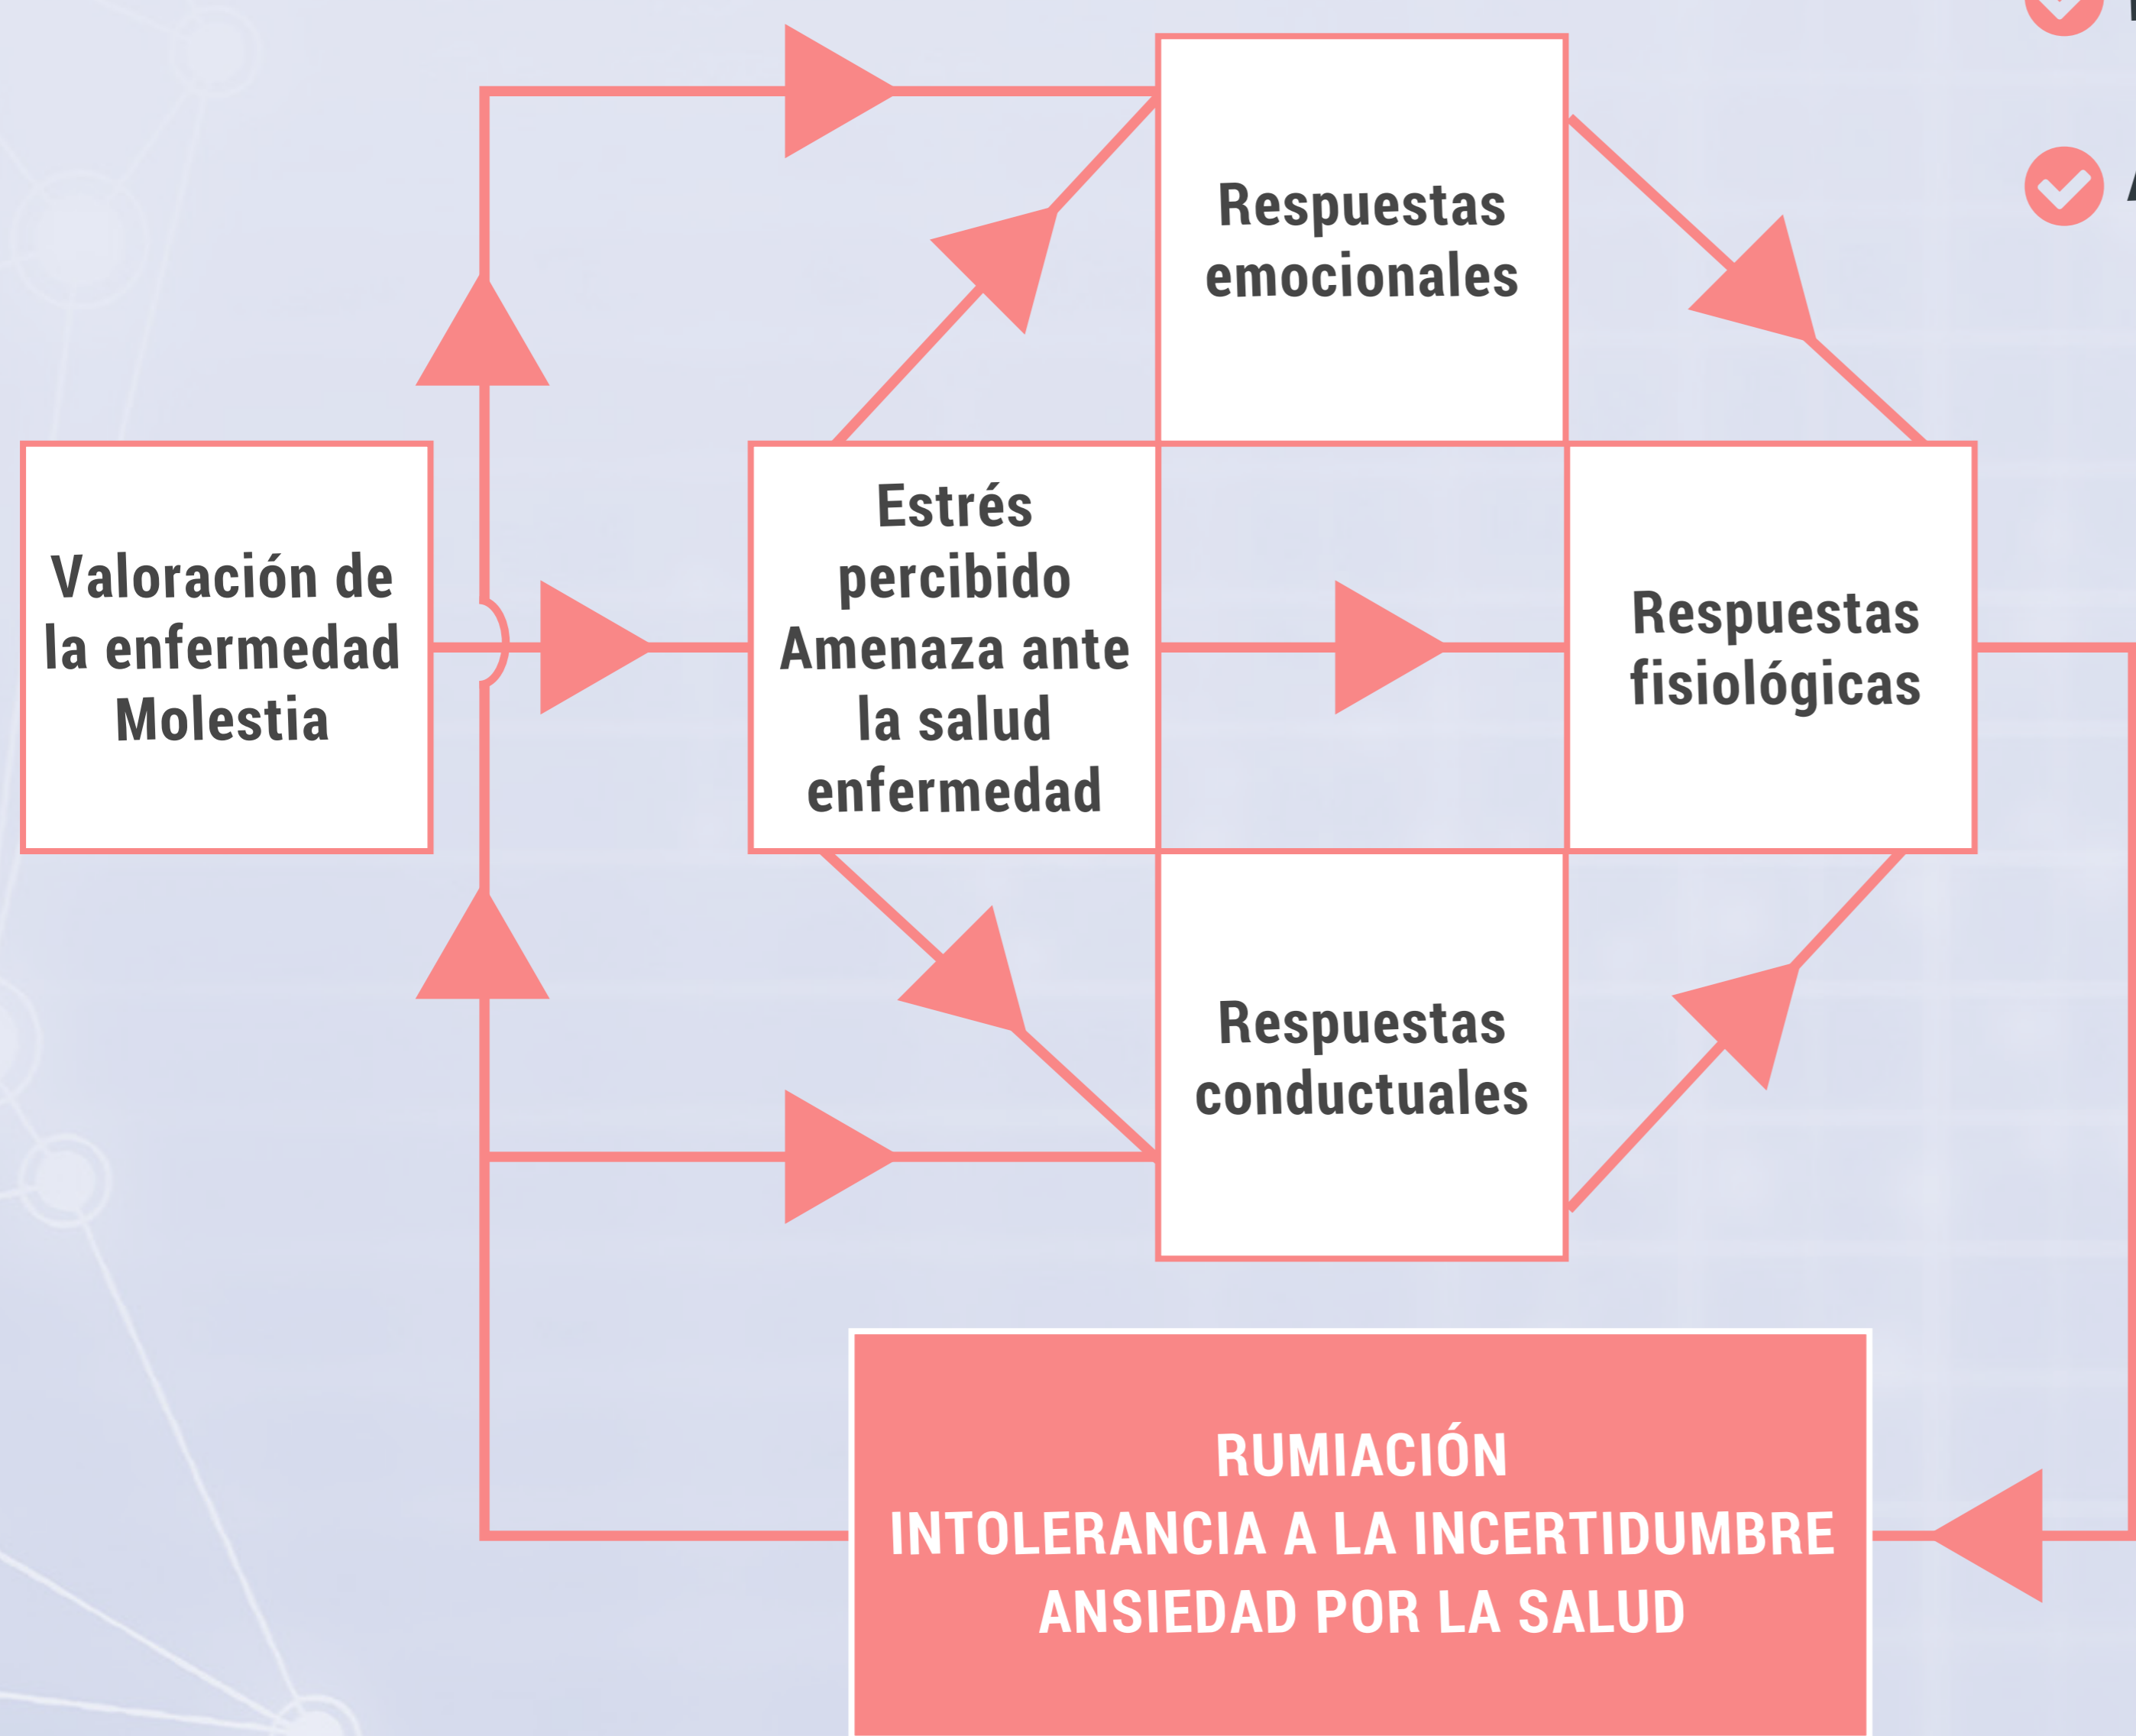 Respuestas
emocionales
Valoración de
la enfermedad
Molestia
Estrés
percibido
Amenaza ante
la salud
enfermedad
Respuestas
fisiológicas
Respuestas
conductuales
RUMIACIÓN
INTOLERANCIA A LA INCERTIDUMBRE
ANSIEDAD POR LA SALUD